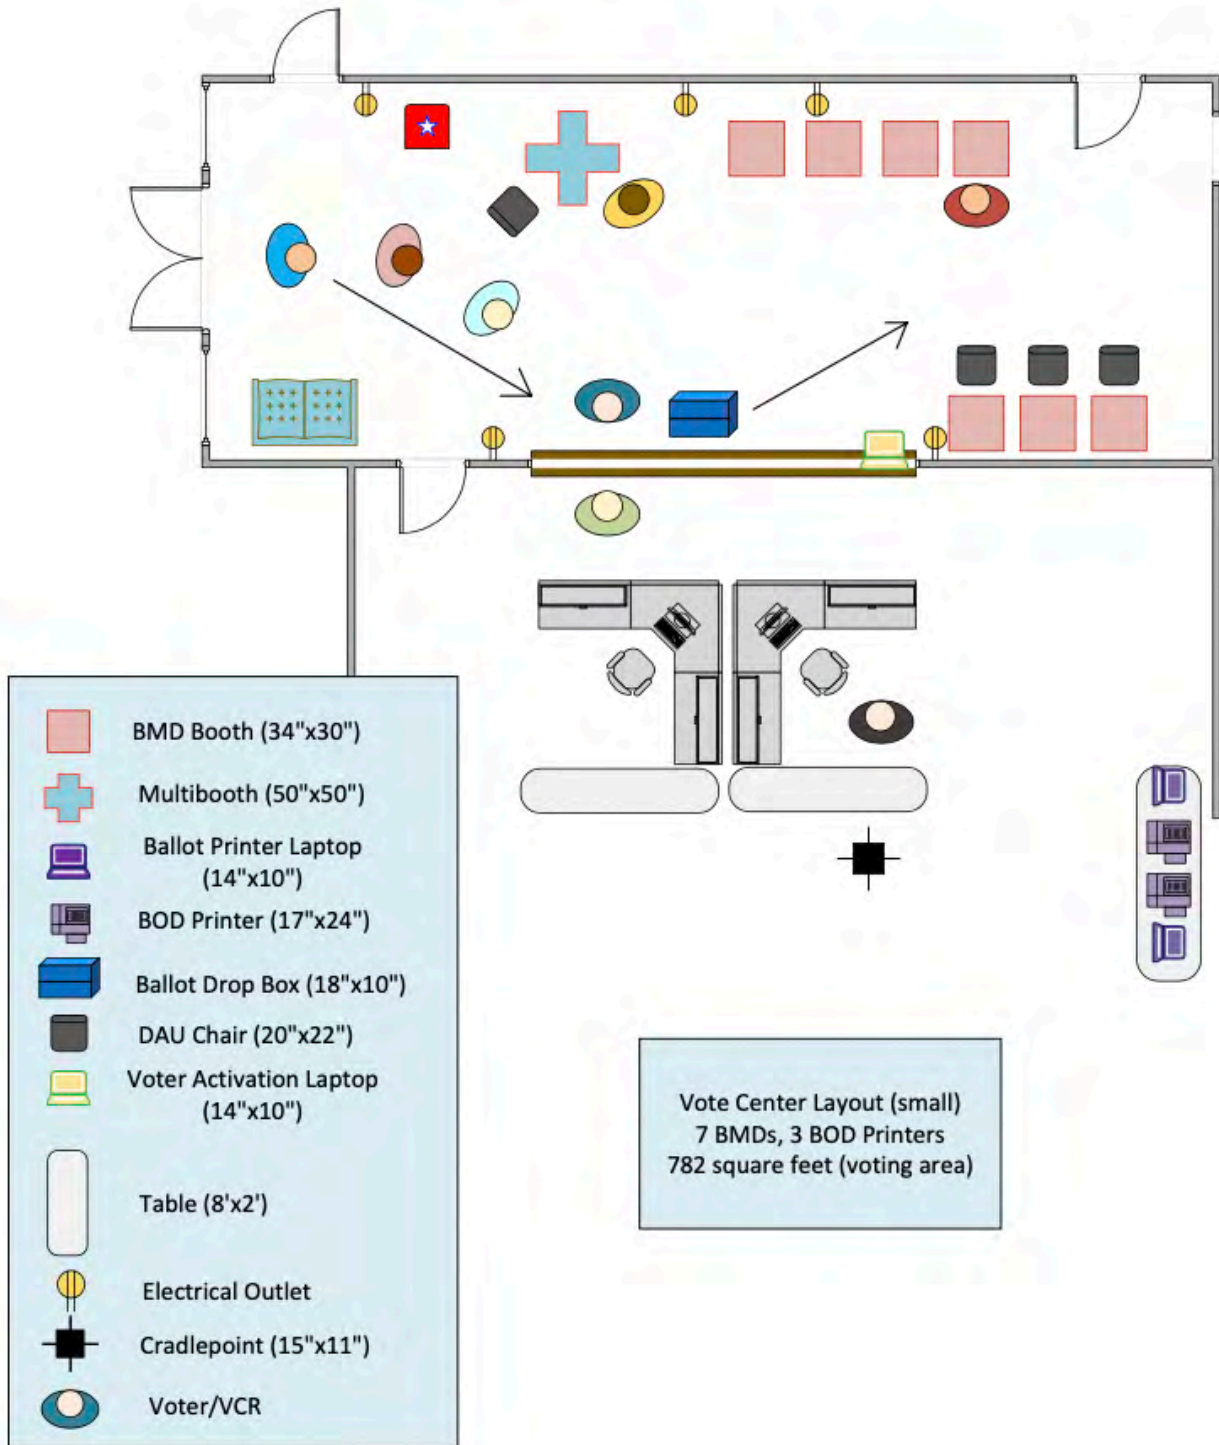 BMD Booth (34"x30")
Multibooth (50"x50")
Ballot Printer Laptop
(14"x10")
BOD Printer (17"x24")
Ballot Drop Box (18"x10")
DAU Chair (20"x22")
Voter Activation Laptop
(14"x10")
Table (8'x2')
Electrical Outlet
Cradlepoint (15"x11")
Voter/VCR
Vote Center Layout (small)
7 BMDs, 3 BOD Printers
782 square feet (voting area)